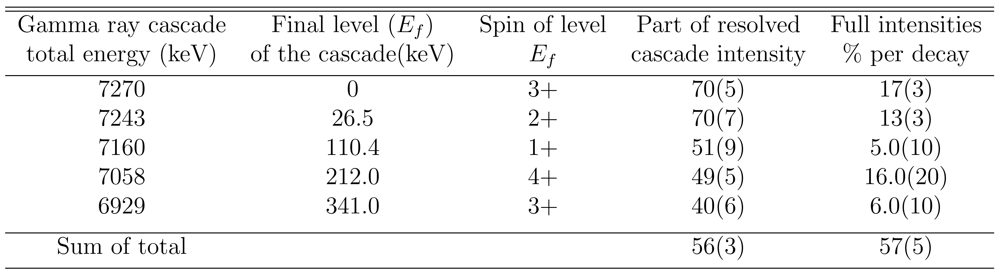 Gamma ray cascade Final level (E_f) Spin of level Part of resolved Full intensities
total energy (keV) of the cascade(keV) E_f cascade intensity % per decay
7270 0 3+ 70(5) 17(3)
7243 26.5 2+ 70(7) 13(3)
7160 110.4 1+ 51(9) 5.0(10)
7058 212.0 4+ 49(5) 16.0(20)
6929 341.0 3+ 40(6) 6.0(10)
Sum of total 56(3) 57(5)